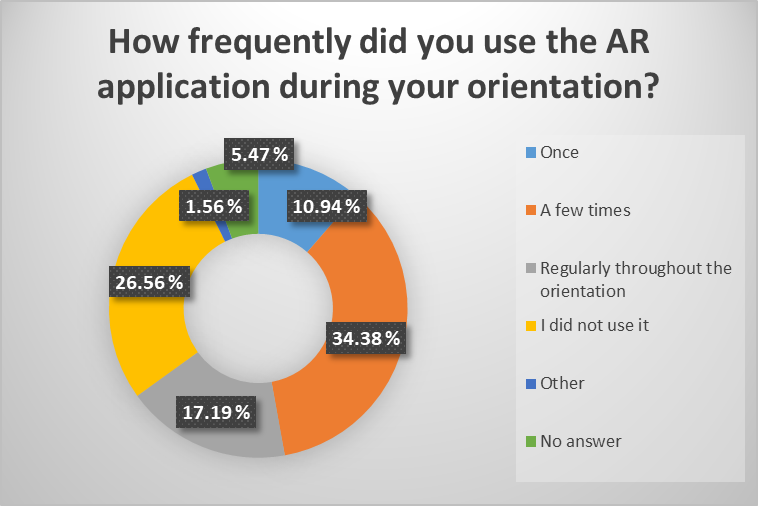 How frequently did you use the AR
application during your orientation?
5.47 %
1.56 %
10.94 %
26.56 %
34.38 %
17.19 %
Once
A few times
Regularly throughout the
orientation
I did not use it
Other
No answer